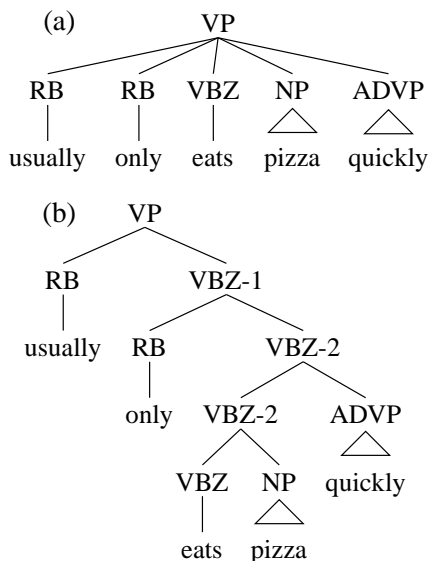 (a) VP
RB RB VBZ NP ADVP
usually only eats pizza quickly
(b) VP
RB VBZ-1
usually RB VBZ-2
only VBZ-2 ADVP
VBZ NP quickly
eats pizza